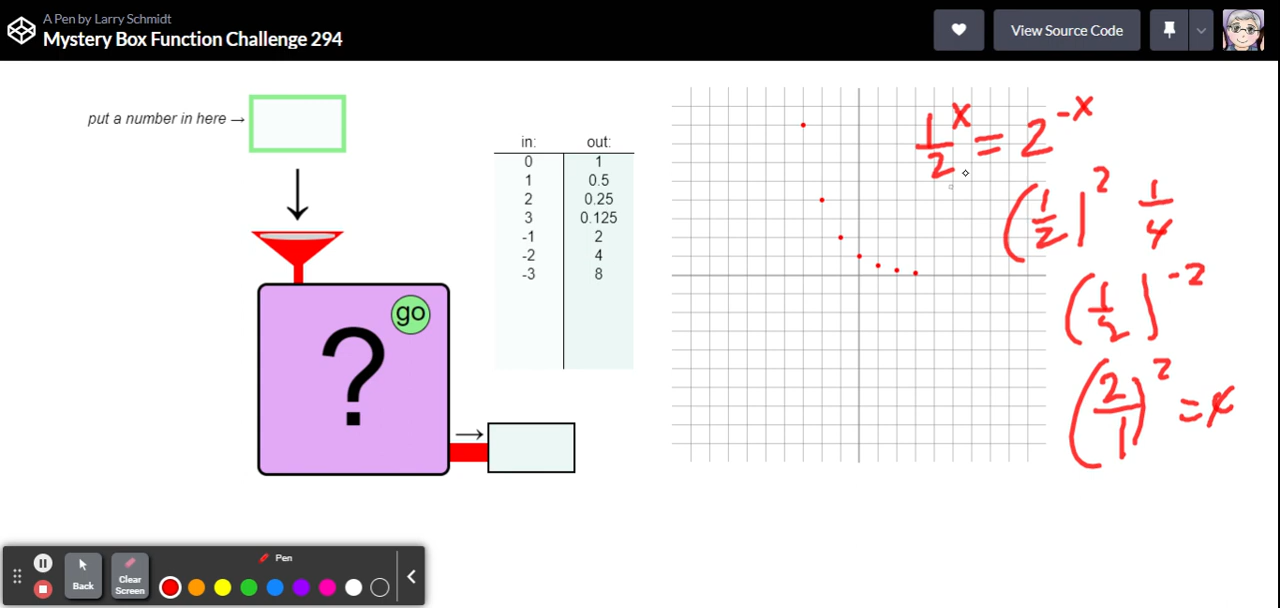 A Pen by Larry Schmidt
Mystery Box Function Challenge 294
View Source Code
put a number in here →
in: out:
0 1
1 0.5
2 0.25
3 0.125
-1 2
-2 4
-3 8
go
?
→
1/2^x = 2^-x
(1/2)^2 1/4
(1/2)^-2
(2/1)^2 = 4
Pen
Back
Clear
Screen